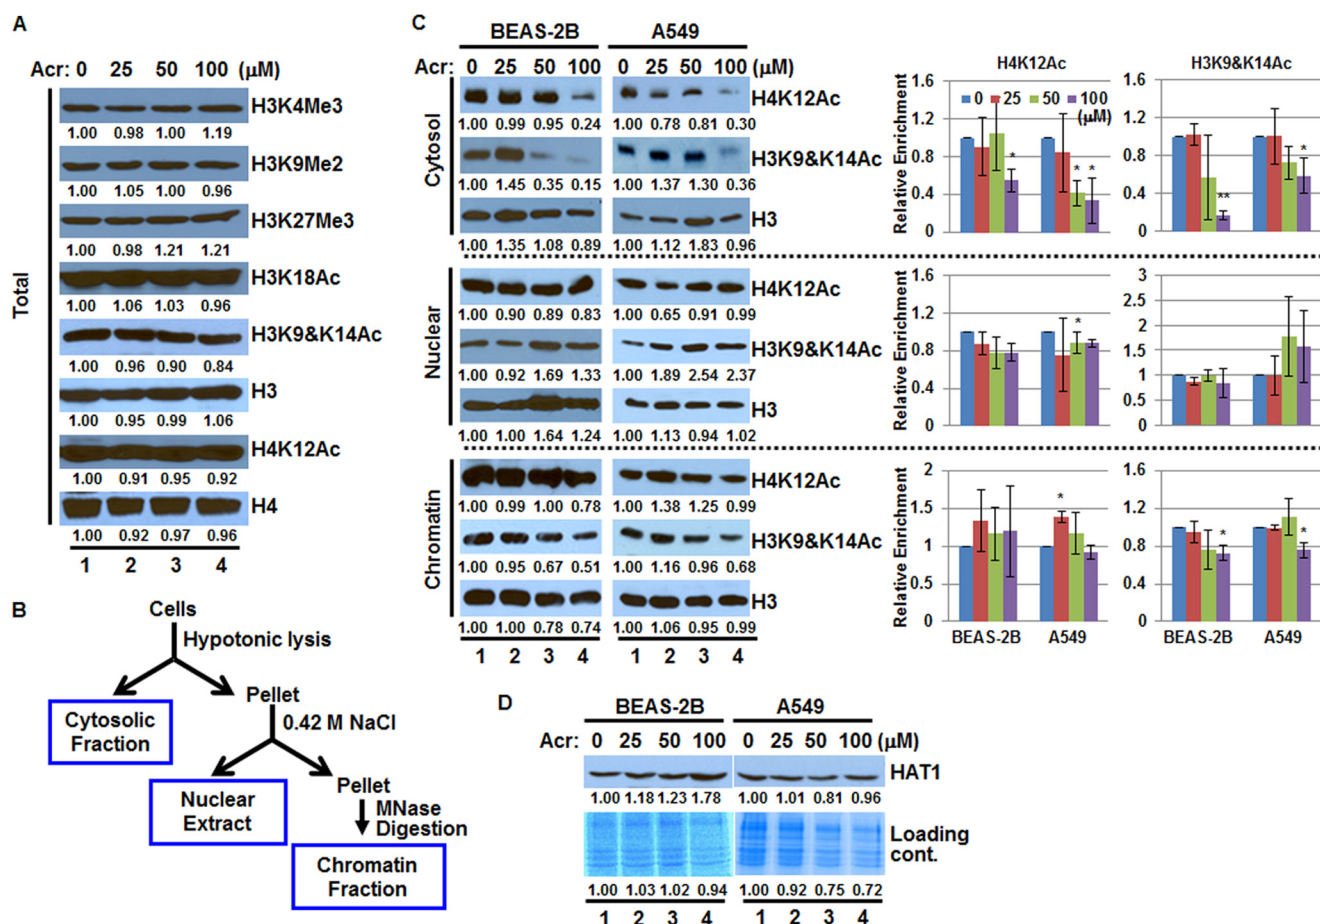 A
Acr: 0 25 50 100 (μM)
Total
H3K4Me3
1.00 0.98 1.00 1.19
H3K9Me2
1.00 1.05 1.00 0.96
H3K27Me3
1.00 0.98 1.21 1.21
H3K18Ac
1.00 1.06 1.03 0.96
H3K9&K14Ac
1.00 0.96 0.90 0.84
H3
1.00 0.95 0.99 1.06
H4K12Ac
1.00 0.91 0.95 0.92
H4
1.00 0.92 0.97 0.96
1 2 3 4
B
Cells
Hypotonic lysis
Cytosolic
Fraction
Pellet
0.42 M NaCl
Nuclear
Extract
Pellet
MNase
Digestion
Chromatin
Fraction
C
BEAS-2B A549
Acr: 0 25 50 100 0 25 50 100 (μM)
Cytosol
H4K12Ac
1.00 0.99 0.95 0.24 1.00 0.78 0.81 0.30
H3K9&K14Ac
1.00 1.45 0.35 0.15 1.00 1.37 1.30 0.36
H3
1.00 1.35 1.08 0.89 1.00 1.12 1.83 0.96
Nuclear
H4K12Ac
1.00 0.90 0.89 0.83 1.00 0.65 0.91 0.99
H3K9&K14Ac
1.00 0.92 1.69 1.33 1.00 1.89 2.54 2.37
H3
1.00 1.00 1.64 1.24 1.00 1.13 0.94 1.02
Chromatin
H4K12Ac
1.00 0.99 1.00 0.78 1.00 1.38 1.25 0.99
H3K9&K14Ac
1.00 0.95 0.67 0.51 1.00 1.16 0.96 0.68
H3
1.00 1.00 0.78 0.74 1.00 1.06 0.95 0.99
1 2 3 4 1 2 3 4
H4K12Ac
0 25 50 100
(μM)
Relative Enrichment
1.6
1.2
0.8
0.4
0
* * *
H3K9&K14Ac
1.6
1.2
0.8
0.4
0
** *
Relative Enrichment
1.6
1.2
0.8
0.4
0
*
3
2.5
2
1.5
1
0.5
0
Relative Enrichment
2
1.5
1
0.5
0
*
BEAS-2B A549
1.6
1.2
0.8
0.4
0
* *
BEAS-2B A549
D
BEAS-2B A549
Acr: 0 25 50 100 0 25 50 100 (μM)
HAT1
1.00 1.18 1.23 1.78 1.00 1.01 0.81 0.96
Loading
cont.
1.00 1.03 1.02 0.94 1.00 0.92 0.75 0.72
1 2 3 4 1 2 3 4